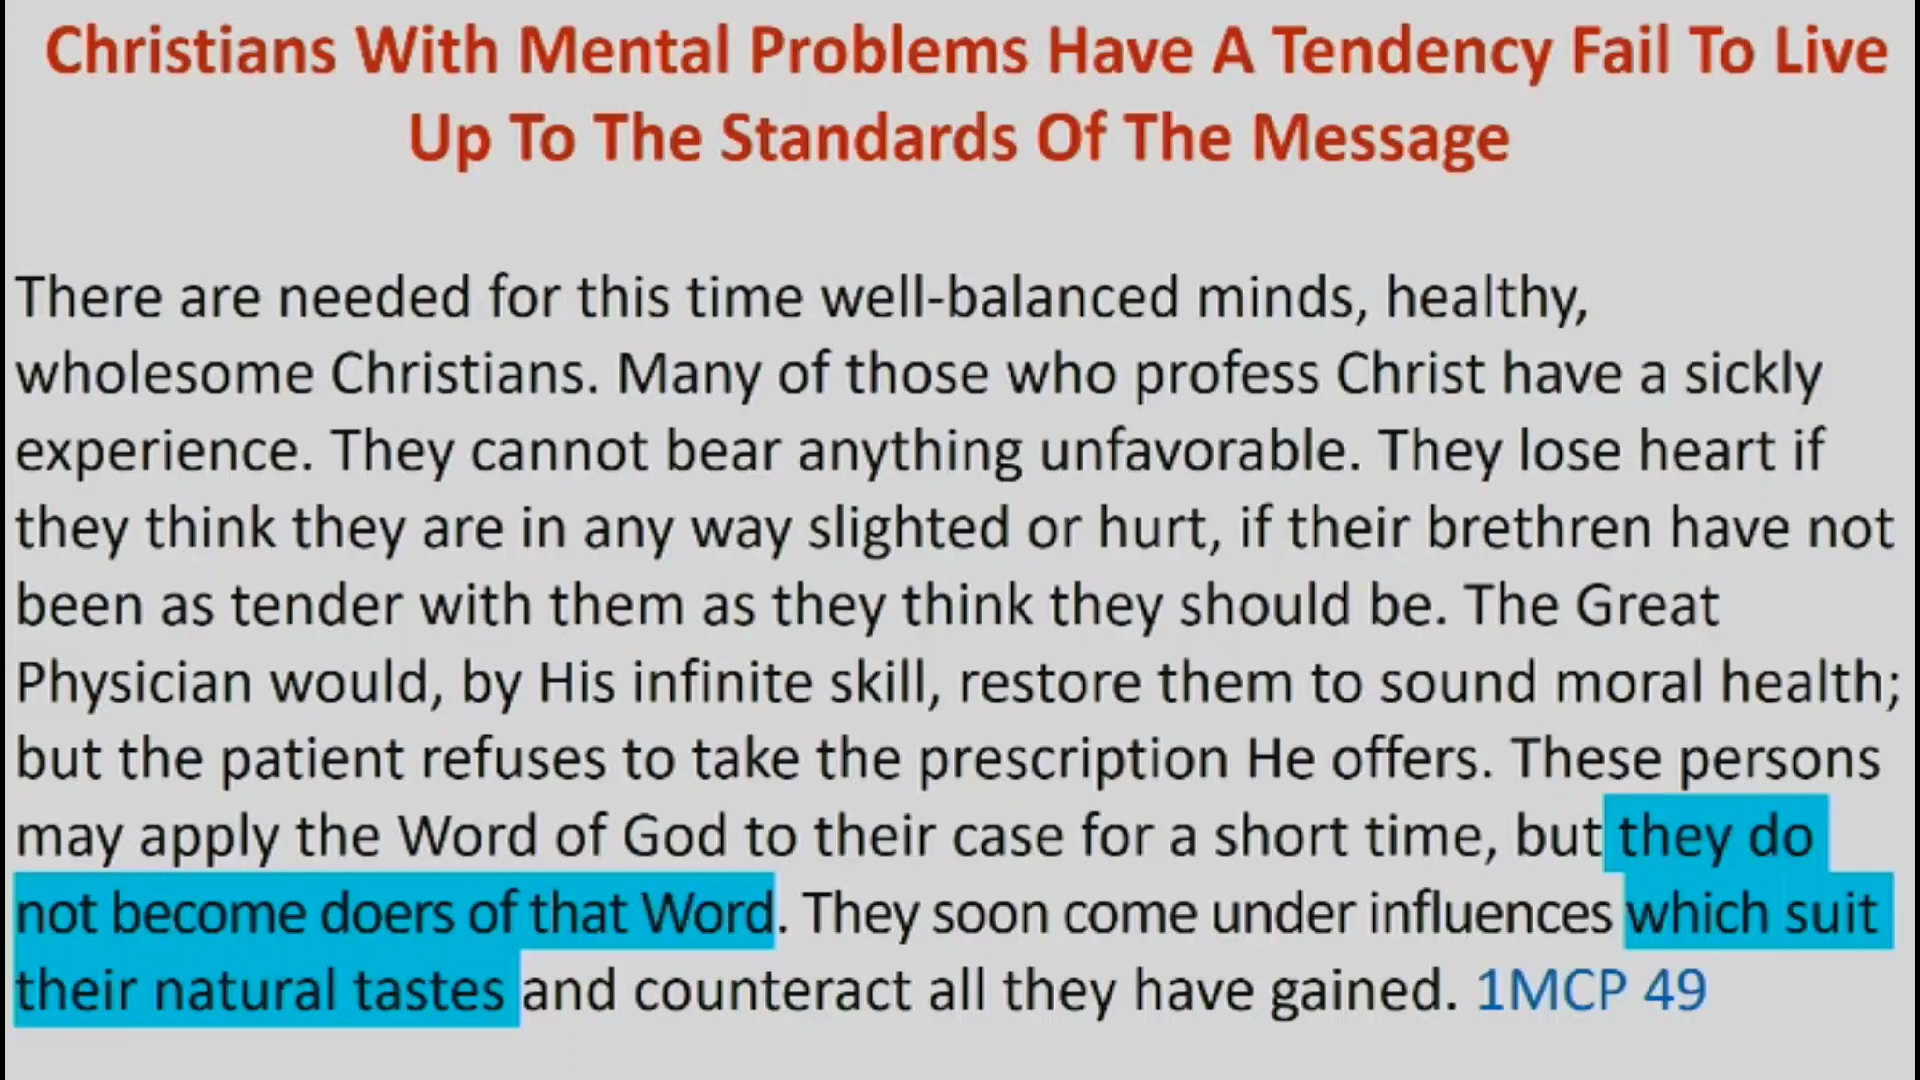 Christians With Mental Problems Have A Tendency Fail To Live
Up To The Standards Of The Message
There are needed for this time well-balanced minds, healthy,
wholesome Christians. Many of those who profess Christ have a sickly
experience. They cannot bear anything unfavorable. They lose heart if
they think they are in any way slighted or hurt, if their brethren have not
been as tender with them as they think they should be. The Great
Physician would, by His infinite skill, restore them to sound moral health;
but the patient refuses to take the prescription He offers. These persons
may apply the Word of God to their case for a short time, but they do
not become doers of that Word. They soon come under influences which suit
their natural tastes and counteract all they have gained. 1MCP 49